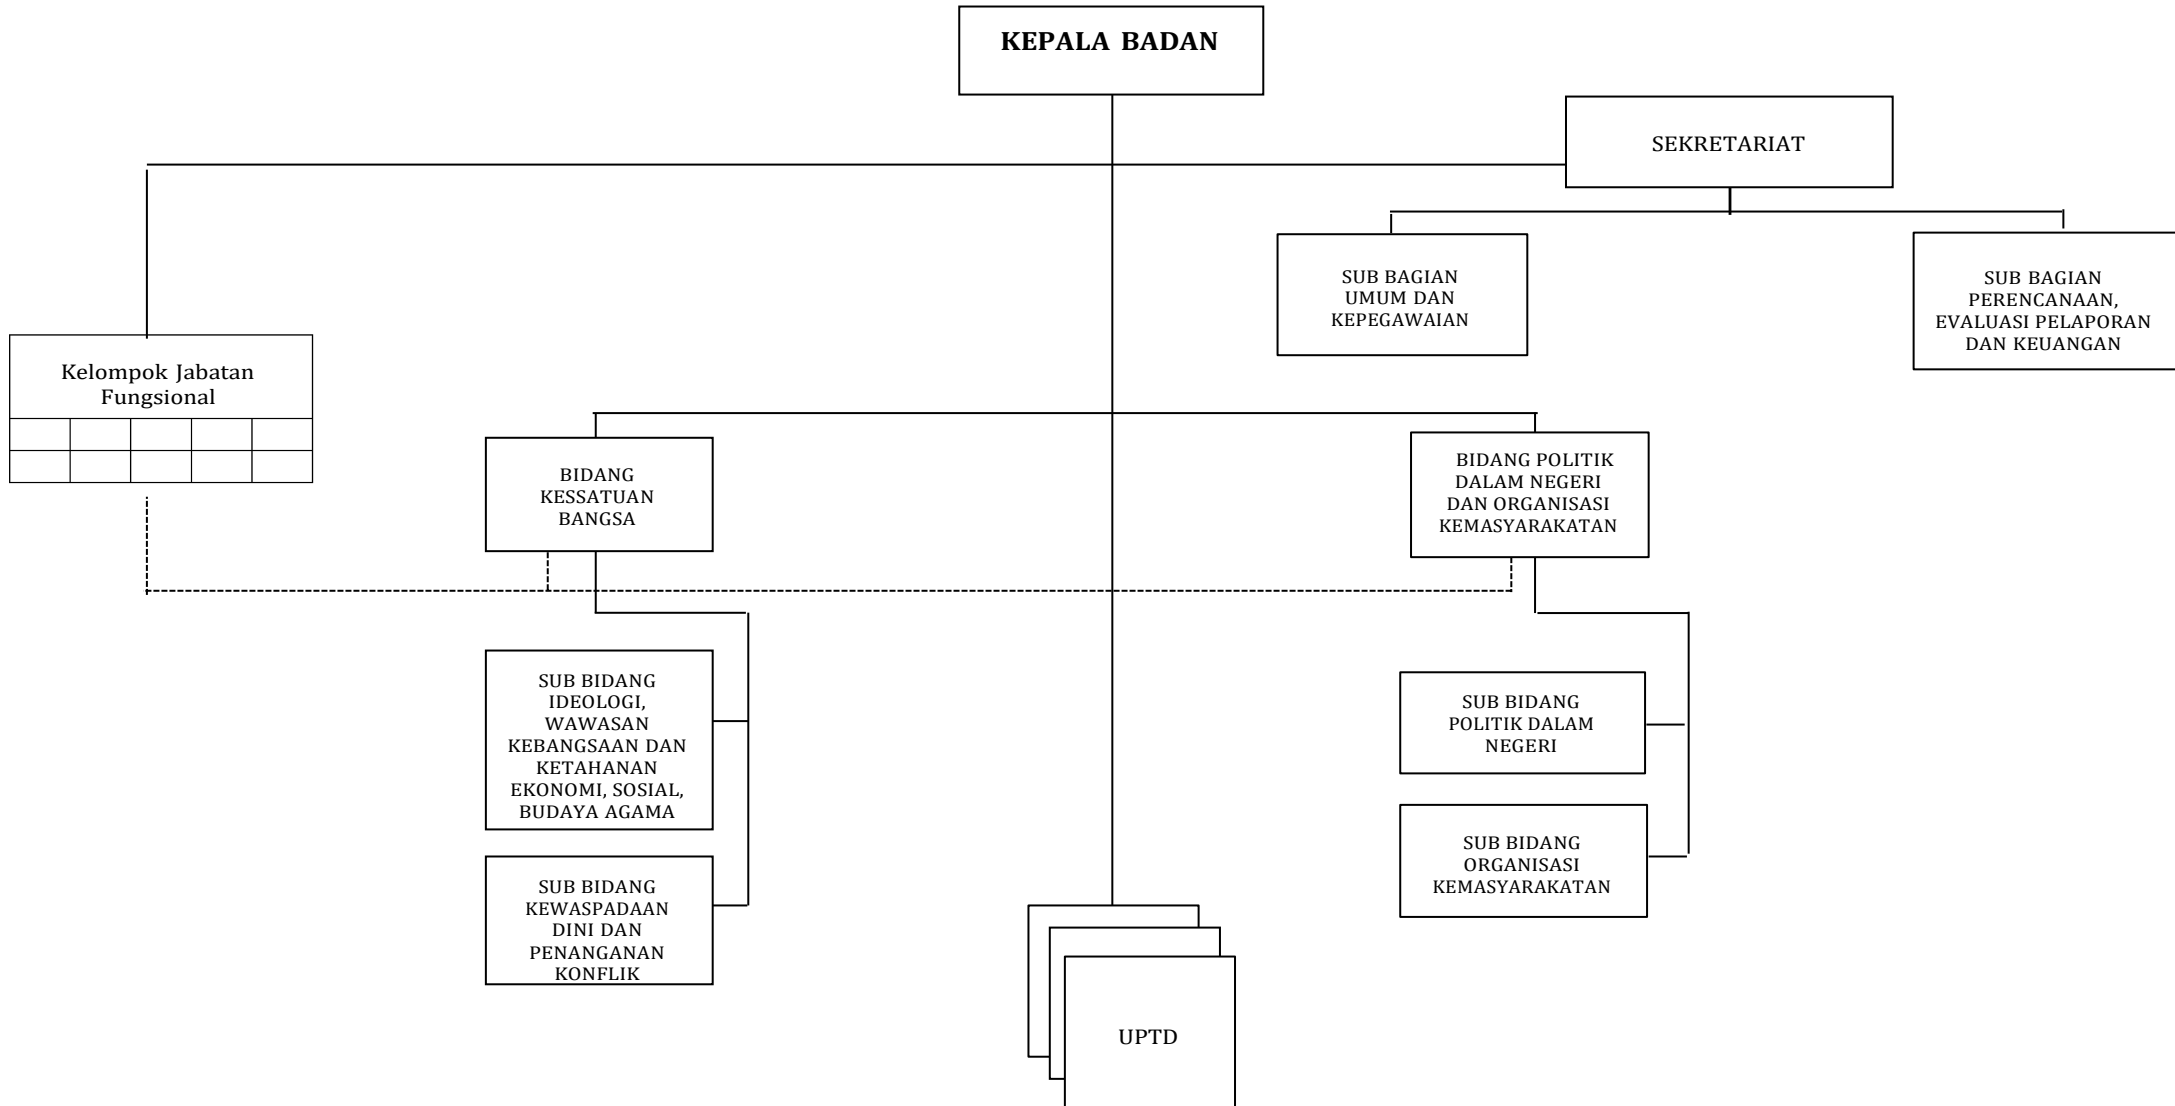 KEPALA BADAN
SEKRETARIAT
SUB BAGIAN
UMUM DAN
KEPEGAWAIAN
SUB BAGIAN
PERENCANAAN,
EVALUASI PELAPORAN
DAN KEUANGAN
Kelompok Jabatan
Fungsional
BIDANG
KESSATUAN
BANGSA
BIDANG POLITIK
DALAM NEGERI
DAN ORGANISASI
KEMASYARAKATAN
SUB BIDANG
IDEOLOGI,
WAWASAN
KEBANGSAAN DAN
KETAHANAN
EKONOMI, SOSIAL,
BUDAYA AGAMA
SUB BIDANG
POLITIK DALAM
NEGERI
SUB BIDANG
KEWASPADAAN
DINI DAN
PENANGANAN
KONFLIK
SUB BIDANG
ORGANISASI
KEMASYARAKATAN
UPTD